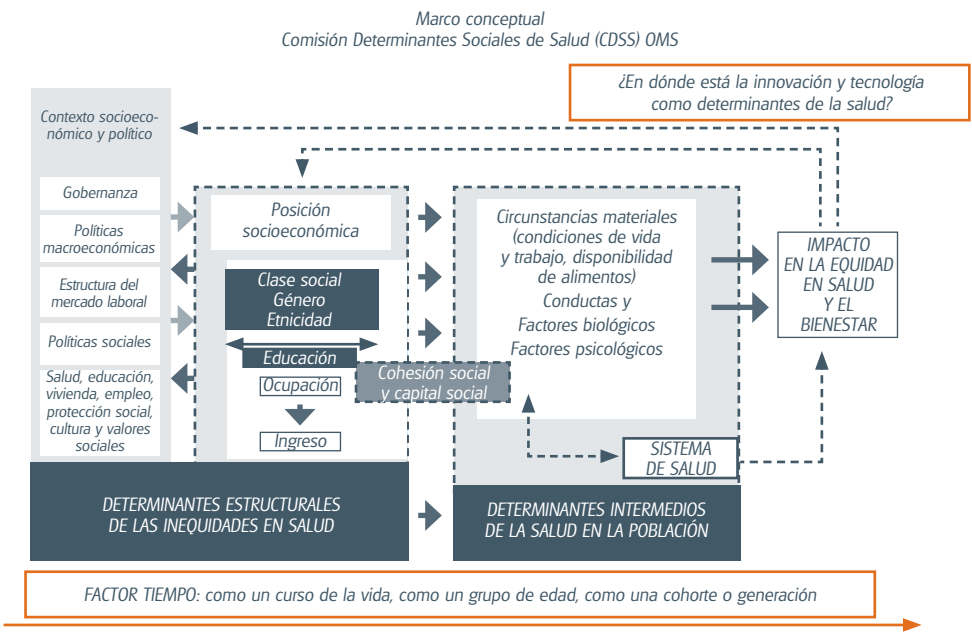 Marco conceptual
Comisión Determinantes Sociales de Salud (CDSS) OMS
¿En dónde está la innovación y tecnología
como determinantes de la salud?
Contexto socioeco-
nómico y político
Gobernanza
Políticas
macroeconómicas
Estructura del
mercado laboral
Políticas sociales
Salud, educación,
vivienda, empleo,
protección social,
cultura y valores
sociales
Posición
socioeconómica
Clase social
Género
Etnicidad
Educación
Ocupación
Ingreso
Cohesión social
y capital social
Circunstancias materiales
(condiciones de vida
y trabajo, disponibilidad
de alimentos)
Conductas y
Factores biológicos
Factores psicológicos
SISTEMA
DE SALUD
IMPACTO
EN LA EQUIDAD
EN SALUD
Y EL
BIENESTAR
DETERMINANTES ESTRUCTURALES
DE LAS INEQUIDADES EN SALUD
DETERMINANTES INTERMEDIOS
DE LA SALUD EN LA POBLACIÓN
FACTOR TIEMPO: como un curso de la vida, como un grupo de edad, como una cohorte o generación